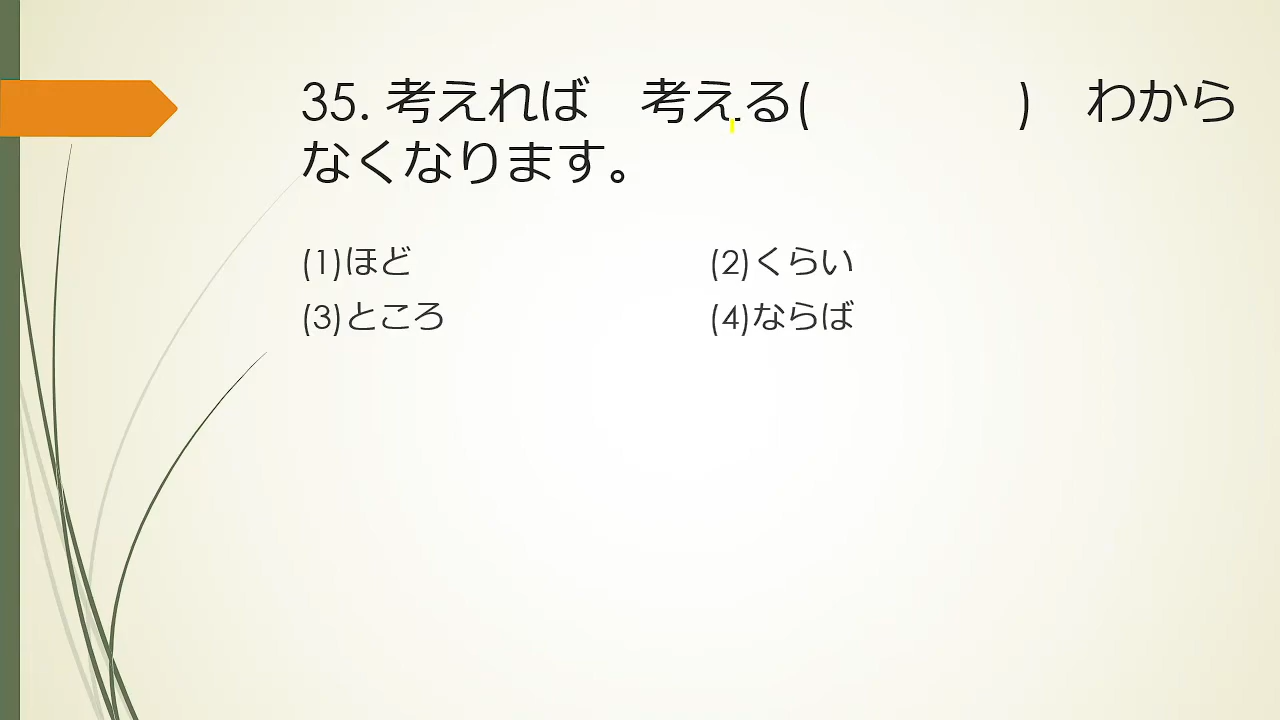 35. 考えれば　考える(　　　　)　わから
なくなります。
(1)ほど　　　　(2)くらい
(3)ところ　　　　(4)ならば